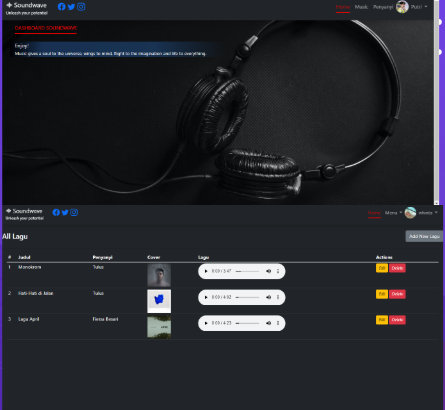 Soundwave
Unleash your potential
Home Music Penyanyi Putri
DASHBOARD SOUNDWAVE
Enjoy!
Music gives a soul to the universe, wings to mind, flight to the imagination and life to everything.
Soundwave
Unleash your potential
Home Menu
All Lagu
Add New Lagu
# Judul Penyanyi Cover Lagu Actions
1 Monokrom Tulus 0:00 / 3:47 Edit Delete
2 Hati-Hati di Jalan Tulus 0:00 / 4:02 Edit Delete
3 Lagu April Fiersa Besari 0:00 / 4:23 Edit Delete